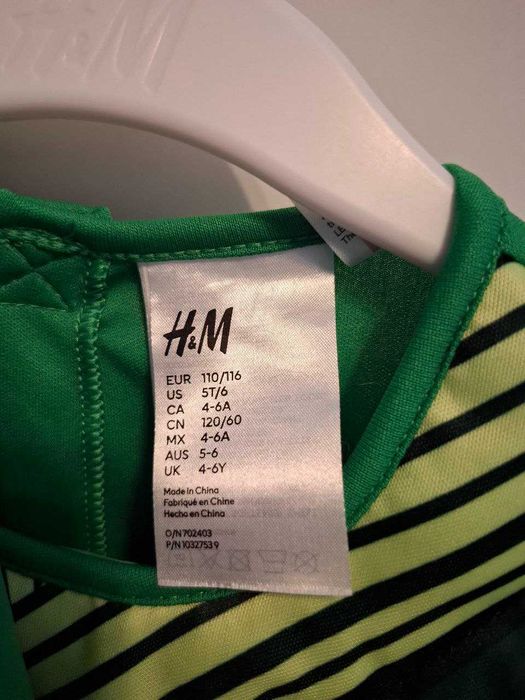 H&M
EUR 110/116
US 5T/6
CA 4-6A
CN 120/60
MX 4-6A
AUS 5-6
UK 4-6Y
Made in China
Fabriqué en Chine
Hecho en China
O/N 702403
P/N 10327539